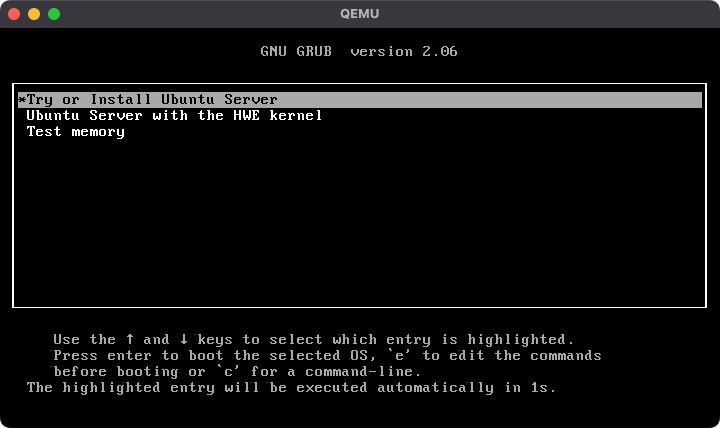 QEMU
GNU GRUB  version 2.06
*Try or Install Ubuntu Server
Ubuntu Server with the HWE kernel
Test memory
Use the ↑ and ↓ keys to select which entry is highlighted.
Press enter to boot the selected OS, `e' to edit the commands
before booting or `c' for a command-line.
The highlighted entry will be executed automatically in 1s.